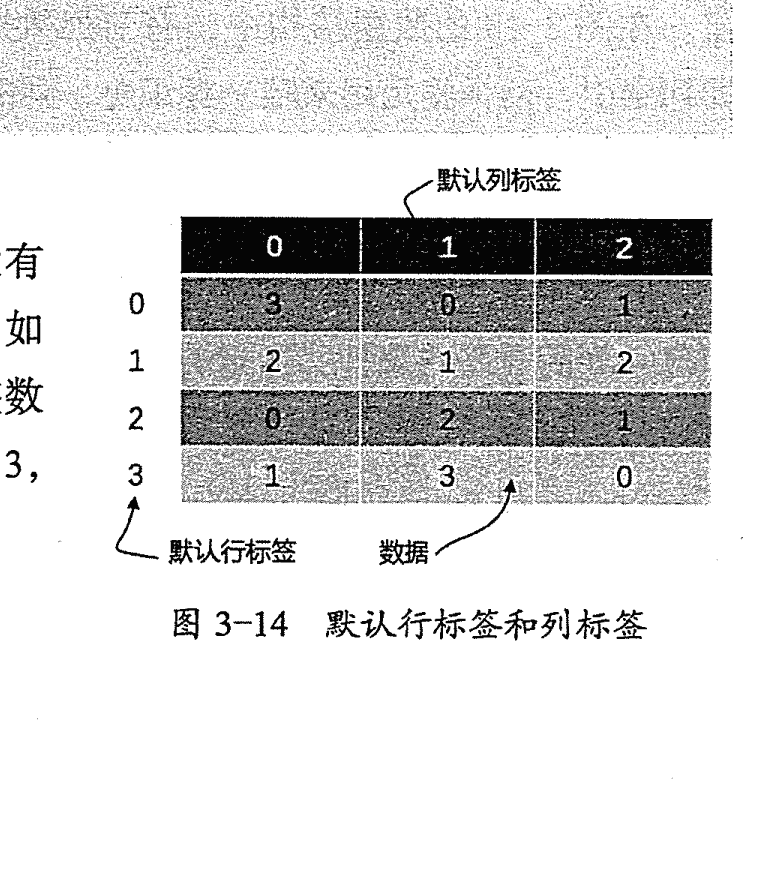 默认列标签
有
如
数
3，
0 1 2
0 3 0 1
1 2 1 2
2 0 2 1
3 1 3 0
默认行标签 数据
图 3-14 默认行标签和列标签